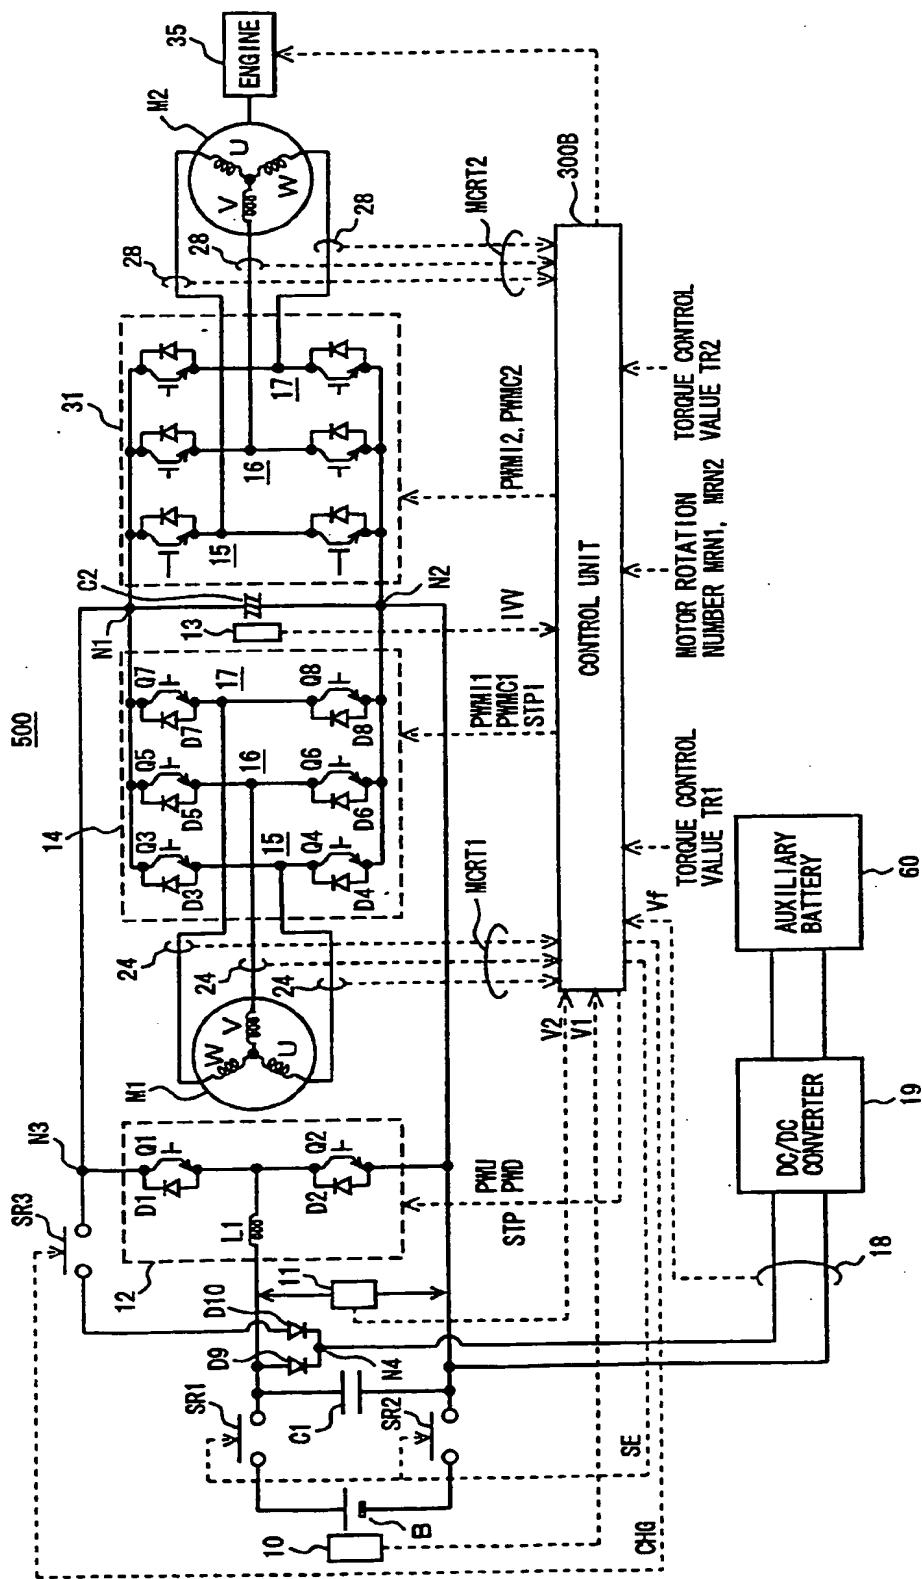 500
SR3
N3
N1
C2
31
14
12
D1
Q1
Q2
D2
L1
11
D10
D9
N4
SR1
C1
SR2
10
B
M1
W
V
U
24
24
24
D3
Q3
D5
Q5
D7
Q7
15
16
17
D4
Q4
D6
Q6
D8
Q8
13
N2
15
16
17
28
28
28
M2
U
V
W
35
ENGINE
MCRT1
MCRT2
PWU
PWD
STP
PWMI1
PWMC1
STP1
IVV
PWMI2, PWMC2
300B
CONTROL UNIT
V2
V1
Vf
SE
CHG
TORQUE CONTROL
VALUE TR1
MOTOR ROTATION
NUMBER MRN1, MRN2
TORQUE CONTROL
VALUE TR2
18
DC/DC
CONVERTER
19
AUXILIARY
BATTERY
60